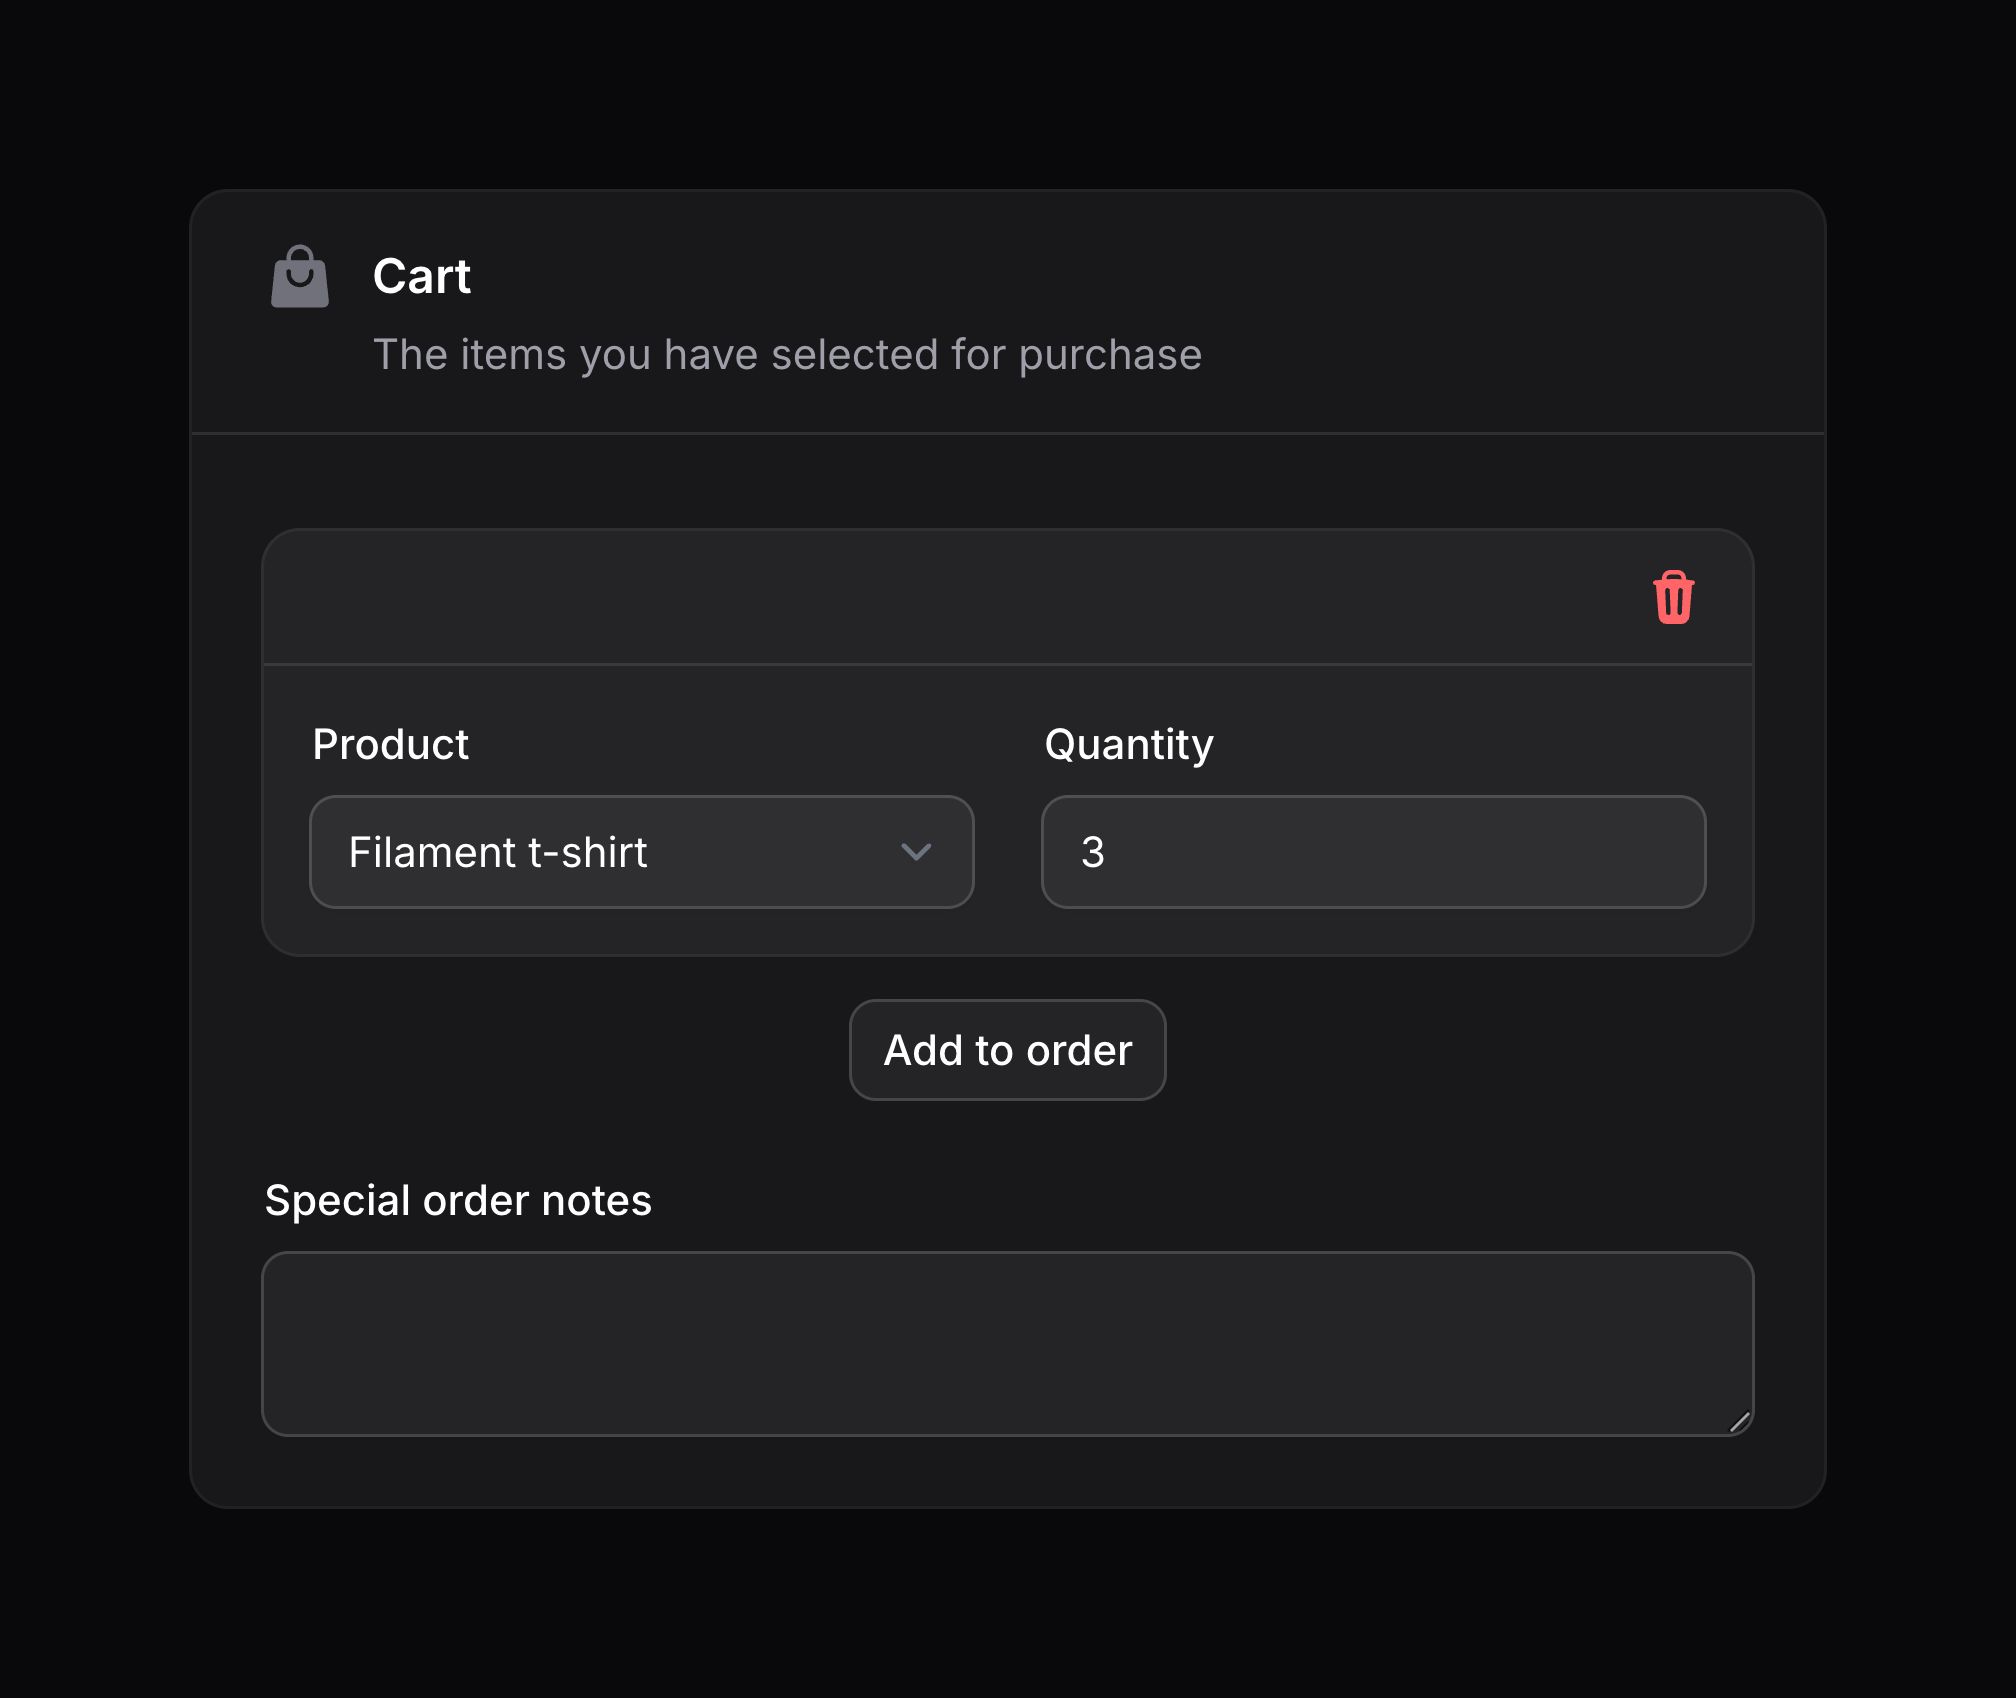 Cart
The items you have selected for purchase
Product
Quantity
Filament t-shirt
3
Add to order
Special order notes